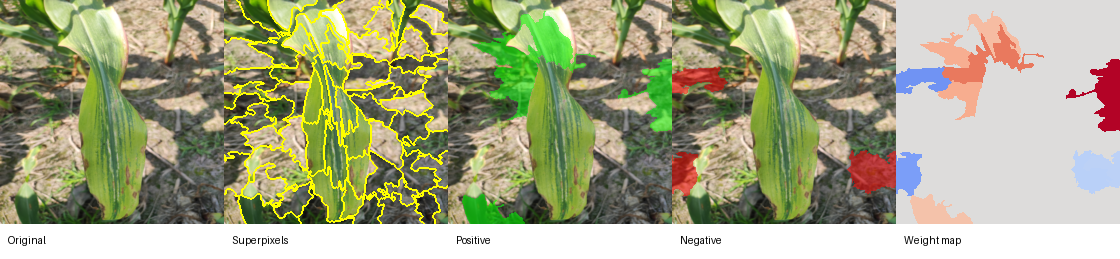 Original
Superpixels
Positive
Negative
Weight map